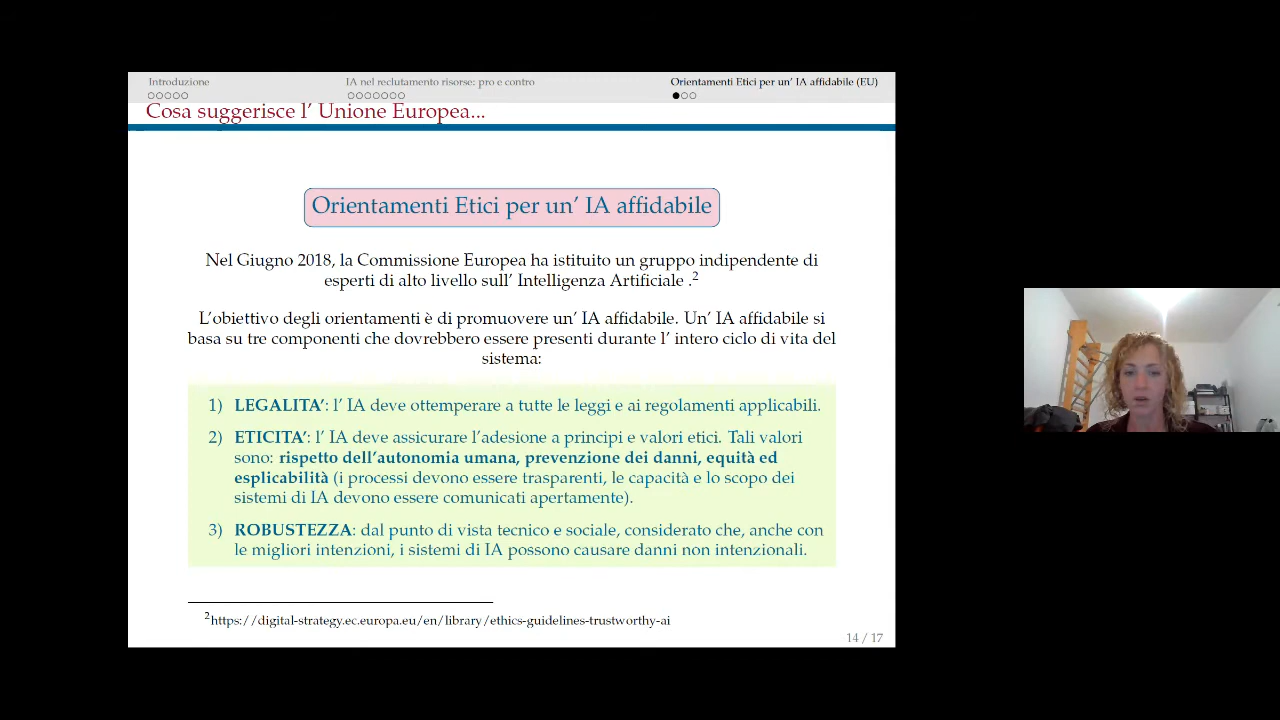 Introduzione
IA nel reclutamento risorse: pro e contro
Orientamenti Etici per un' IA affidabile (EU)
Cosa suggerisce l' Unione Europea...
Orientamenti Etici per un' IA affidabile
Nel Giugno 2018, la Commissione Europea ha istituito un gruppo indipendente di
esperti di alto livello sull' Intelligenza Artificiale .2
L'obiettivo degli orientamenti è di promuovere un' IA affidabile. Un' IA affidabile si
basa su tre componenti che dovrebbero essere presenti durante l' intero ciclo di vita del
sistema:
1) LEGALITA': l' IA deve ottemperare a tutte le leggi e ai regolamenti applicabili.
2) ETICITA': l' IA deve assicurare l'adesione a principi e valori etici. Tali valori
sono: rispetto dell'autonomia umana, prevenzione dei danni, equità ed
esplicabilità (i processi devono essere trasparenti, le capacità e lo scopo dei
sistemi di IA devono essere comunicati apertamente).
3) ROBUSTEZZA: dal punto di vista tecnico e sociale, considerato che, anche con
le migliori intenzioni, i sistemi di IA possono causare danni non intenzionali.
2https://digital-strategy.ec.europa.eu/en/library/ethics-guidelines-trustworthy-ai
14 / 17